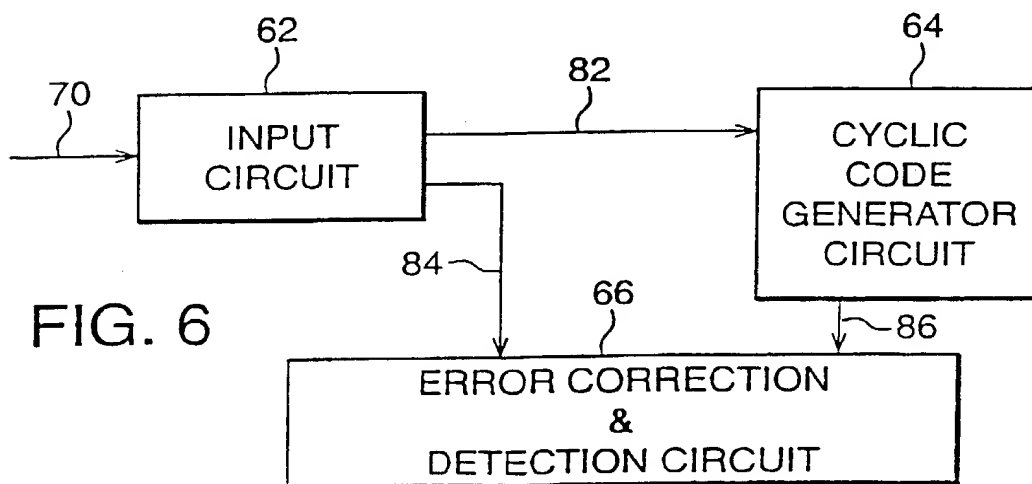 62
64
70
82
INPUT
CIRCUIT
CYCLIC
CODE
GENERATOR
CIRCUIT
84
66
86
FIG. 6
ERROR CORRECTION
&
DETECTION CIRCUIT